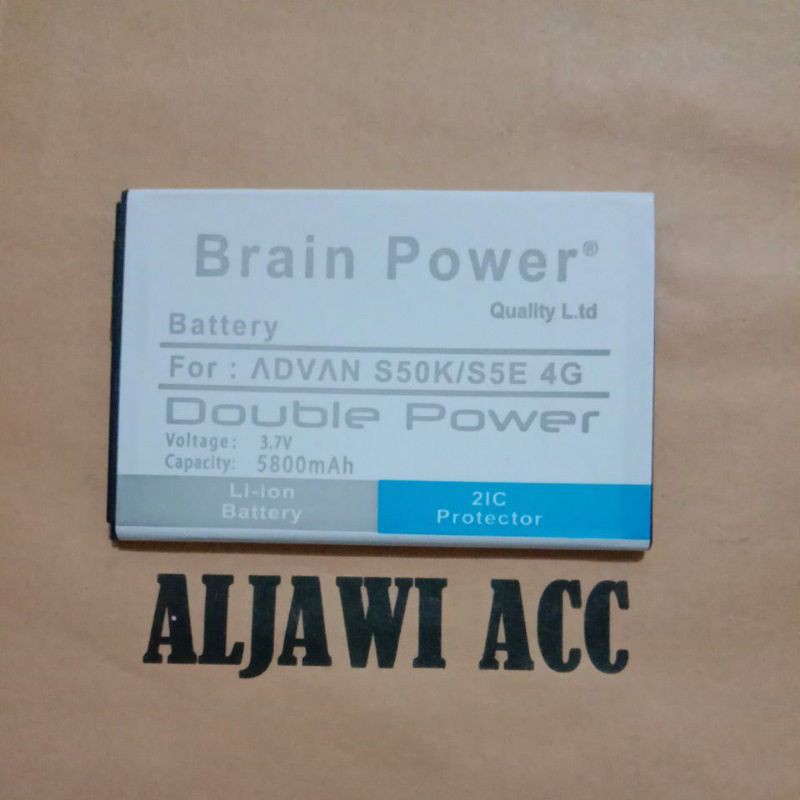 Brain Power®
Quality L.td
Battery
For : ADVAN S50K/S5E 4G
Double Power
Voltage: 3.7V
Capacity: 5800mAh
Li-ion
Battery
2IC
Protector
ALJAWI ACC